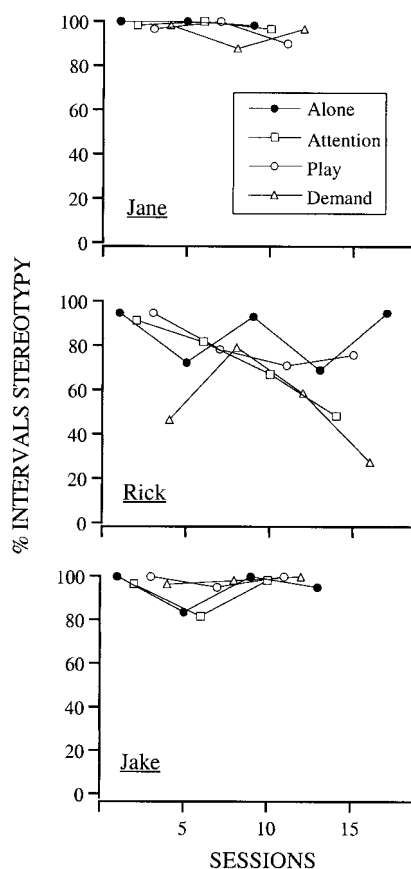 100
80
60
40
20
0
Alone
Attention
Play
Demand
Jane
% INTERVALS STEREOTYPY
100
80
60
40
20
0
Rick
100
80
60
40
20
0
Jake
5 10 15
SESSIONS